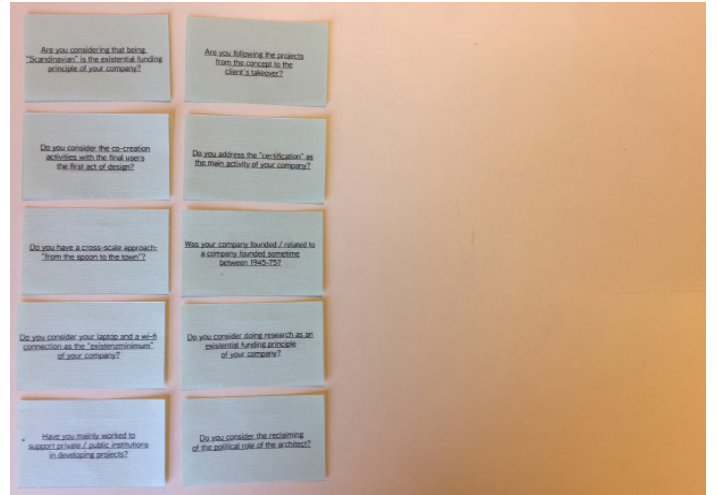 Are you considering that being
"Scandinavian" is the existential funding
principle of your company?
Are you following the projects
from the concept to the
client's takeover?
Do you consider the co-creation
activities with the final users
the first act of design?
Do you address the "certification" as
the main activity of your company?
Do you have a cross-scale approach:
"from the spoon to the town"?
Was your company founded / related to
a company founded sometime
between 1945-75?
Do you consider your laptop and a wi-fi
connection as the "existenzminimum"
of your company?
Do you consider doing research as an
existential funding principle
of your company?
Have you mainly worked to
support private / public institutions
in developing projects?
Do you consider the reclaiming
of the political role of the architect?